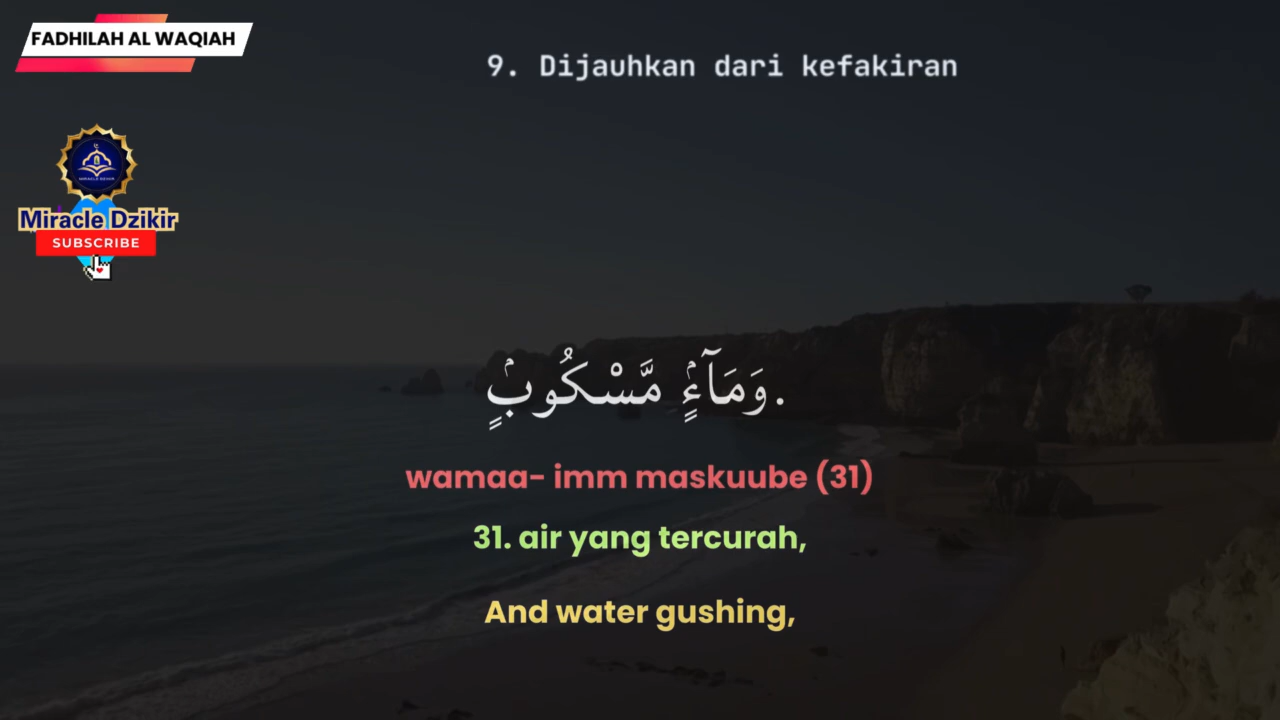 FADHILAH AL WAQIAH
9. Dijauhkan dari kefakiran
Miracle Dzikir
SUBSCRIBE
وَمَآءٍۢ مَّسْكُوبٍۢ.
wamaa- imm maskuube (31)
31. air yang tercurah,
And water gushing,